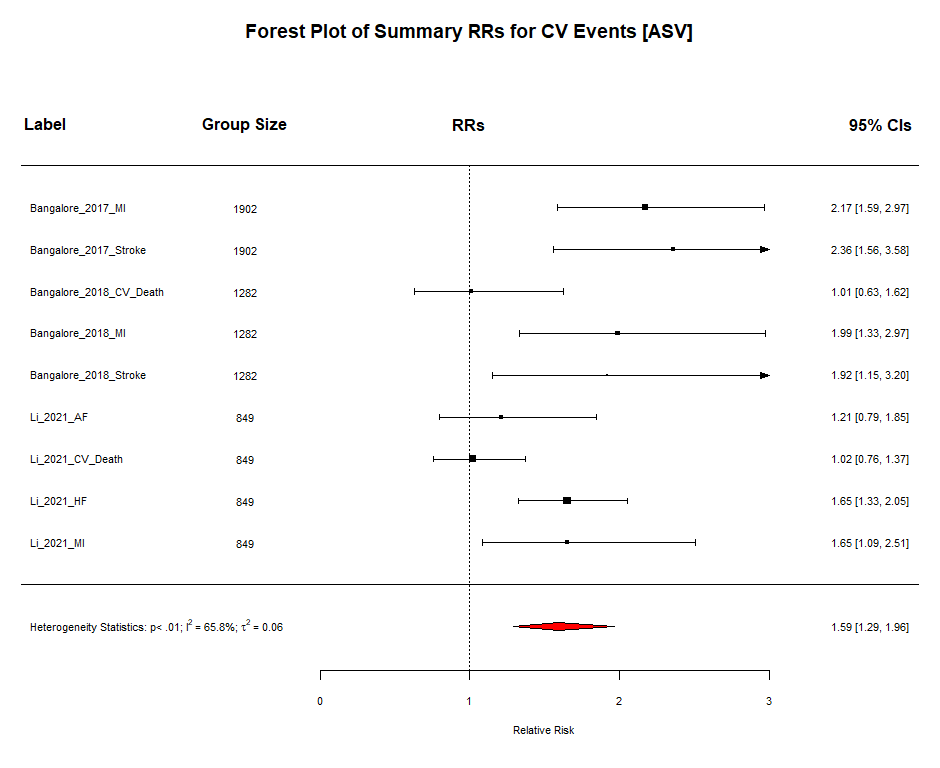 Forest Plot of Summary RRs for CV Events [ASV]
Label Group Size RRs 95% CIs
Bangalore_2017_MI 1902 2.17 [1.59, 2.97]
Bangalore_2017_Stroke 1902 2.36 [1.56, 3.58]
Bangalore_2018_CV_Death 1282 1.01 [0.63, 1.62]
Bangalore_2018_MI 1282 1.99 [1.33, 2.97]
Bangalore_2018_Stroke 1282 1.92 [1.15, 3.20]
Li_2021_AF 849 1.21 [0.79, 1.85]
Li_2021_CV_Death 849 1.02 [0.76, 1.37]
Li_2021_HF 849 1.65 [1.33, 2.05]
Li_2021_MI 849 1.65 [1.09, 2.51]
Heterogeneity Statistics: p< .01; I² = 65.8%; τ² = 0.06 1.59 [1.29, 1.96]
0 1 2 3
Relative Risk